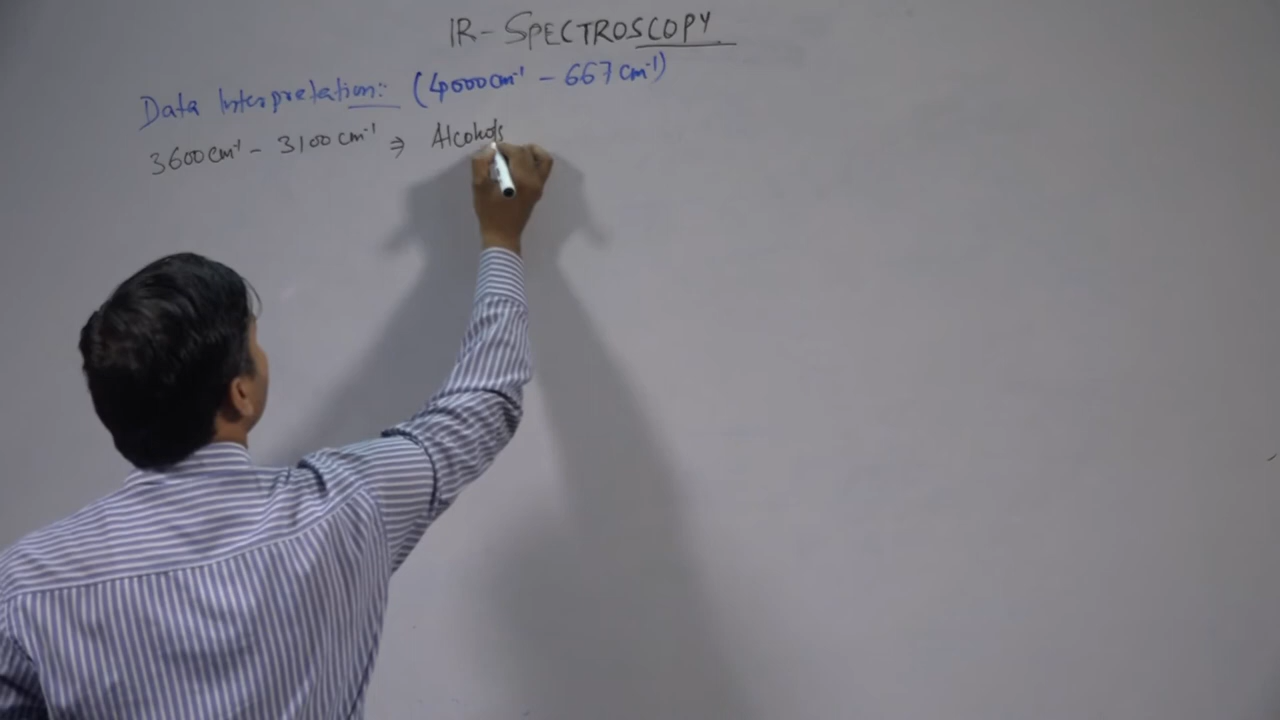 IR-SPECTROSCOPY
Data Interpretation: (4000cm⁻¹ - 667cm⁻¹)
3600cm⁻¹ - 3100cm⁻¹ ⇒ Alcohols